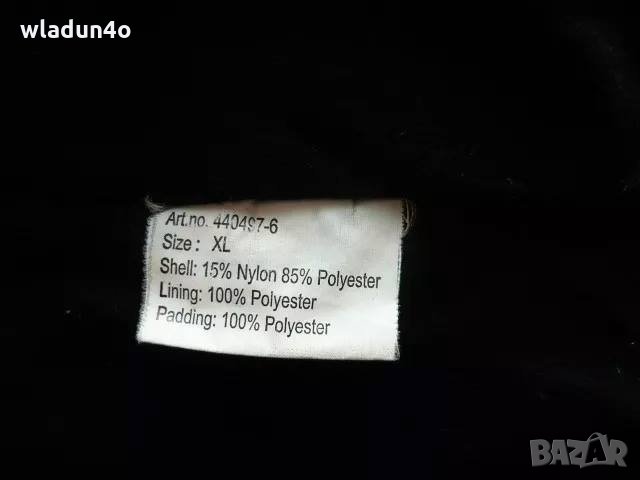 wladun4o
Art.no. 440497-6
Size: XL
Shell: 15% Nylon 85% Polyester
Lining: 100% Polyester
Padding: 100% Polyester
BAZAR